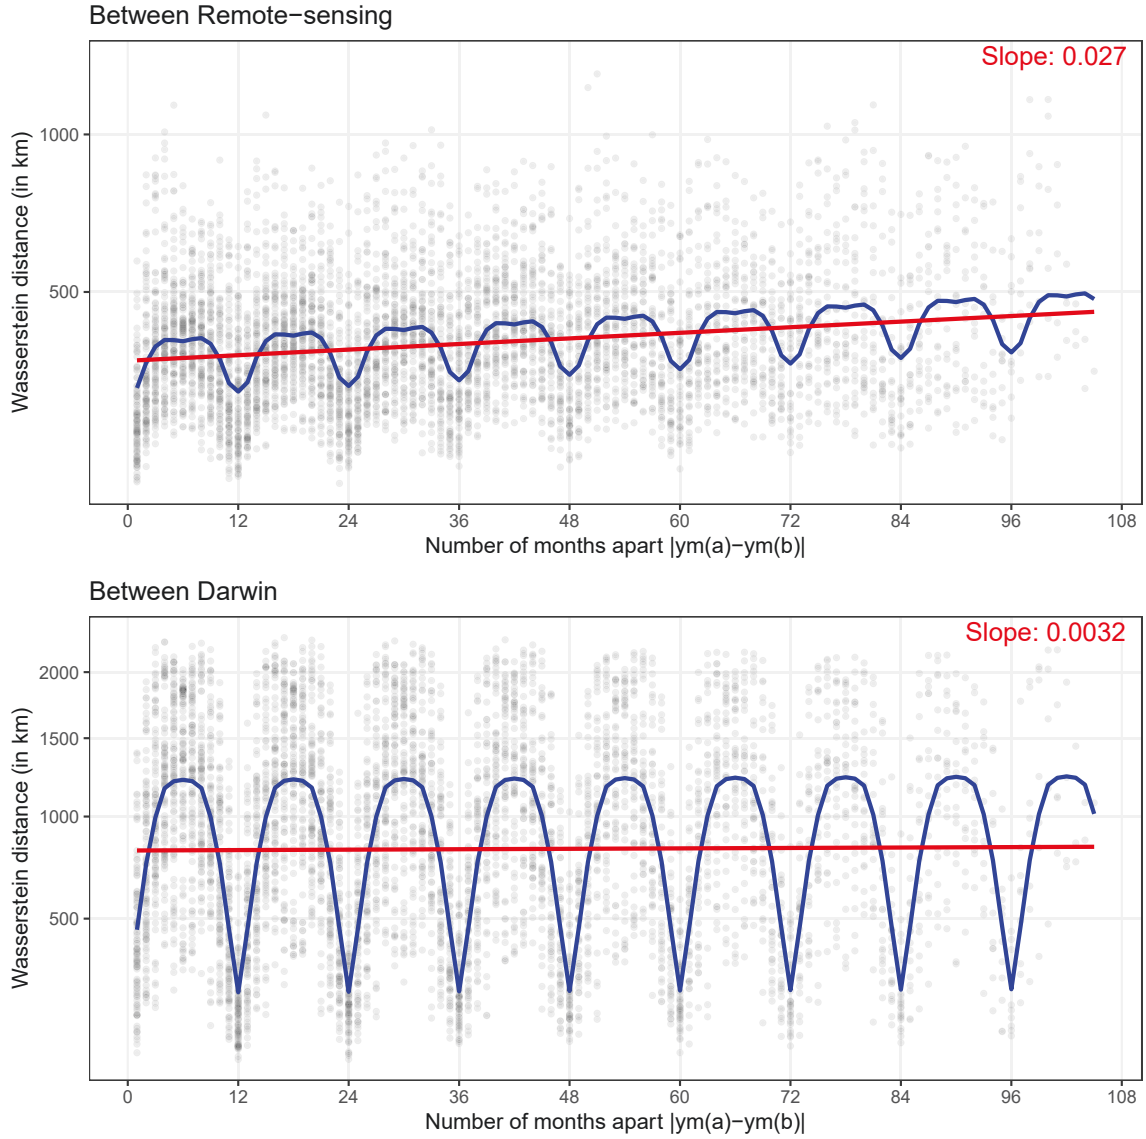 Between Remote−sensing
Slope: 0.027
Wasserstein distance (in km)
1000
500
0 12 24 36 48 60 72 84 96 108
Number of months apart |ym(a)−ym(b)|
Between Darwin
Slope: 0.0032
Wasserstein distance (in km)
2000
1500
1000
500
0 12 24 36 48 60 72 84 96 108
Number of months apart |ym(a)−ym(b)|